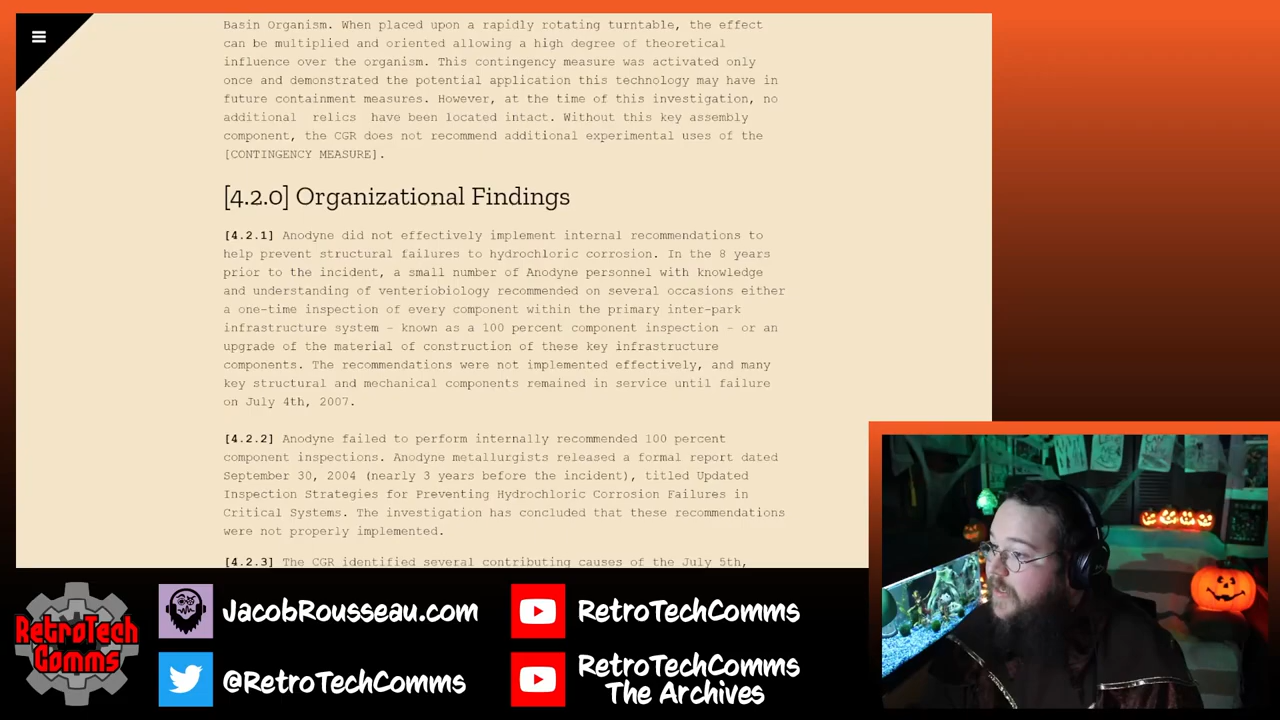 Basin Organism. When placed upon a rapidly rotating turntable, the effect
can be multiplied and oriented allowing a high degree of theoretical
influence over the organism. This contingency measure was activated only
once and demonstrated the potential application this technology may have in
future containment measures. However, at the time of this investigation, no
additional relics have been located intact. Without this key assembly
component, the CGR does not recommend additional experimental uses of the
[CONTINGENCY MEASURE].
[4.2.0] Organizational Findings
[4.2.1] Anodyne did not effectively implement internal recommendations to
help prevent structural failures to hydrochloric corrosion. In the 8 years
prior to the incident, a small number of Anodyne personnel with knowledge
and understanding of venteriobiology recommended on several occasions either
a one-time inspection of every component within the primary inter-park
infrastructure system – known as a 100 percent component inspection – or an
upgrade of the material of construction of these key infrastructure
components. The recommendations were not implemented effectively, and many
key structural and mechanical components remained in service until failure
on July 4th, 2007.
[4.2.2] Anodyne failed to perform internally recommended 100 percent
component inspections. Anodyne metallurgists released a formal report dated
September 30, 2004 (nearly 3 years before the incident), titled Updated
Inspection Strategies for Preventing Hydrochloric Corrosion Failures in
Critical Systems. The investigation has concluded that these recommendations
were not properly implemented.
[4.2.3] The CGR identified several contributing causes of the July 5th,
RetroTech
Comms
JacobRousseau.com
@RetroTechComms
RetroTechComms
RetroTechComms
The Archives